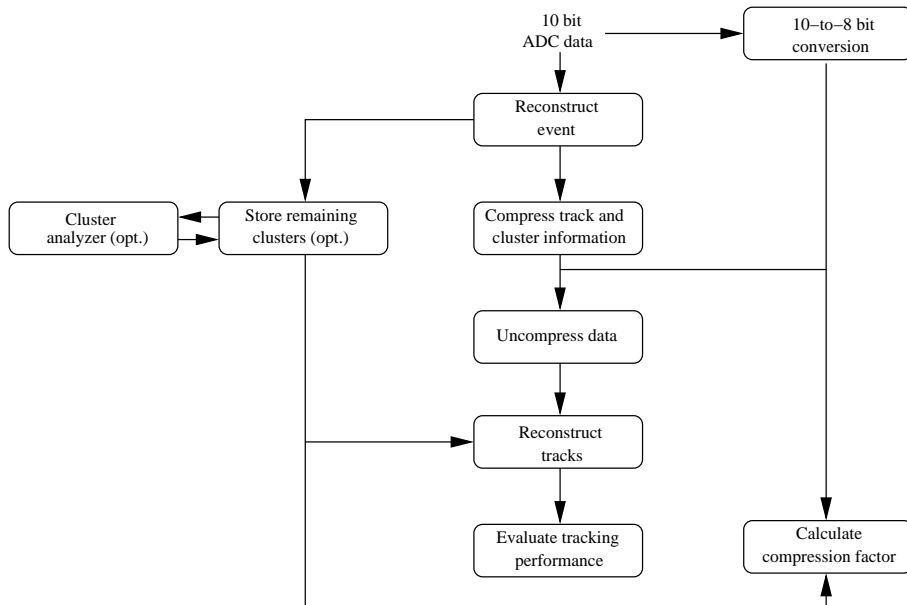 10 bit
ADC data
10−to−8 bit
conversion
Reconstruct
event
Cluster
analyzer (opt.)
Store remaining
clusters (opt.)
Compress track and
cluster information
Uncompress data
Reconstruct
tracks
Evaluate tracking
performance
Calculate
compression factor